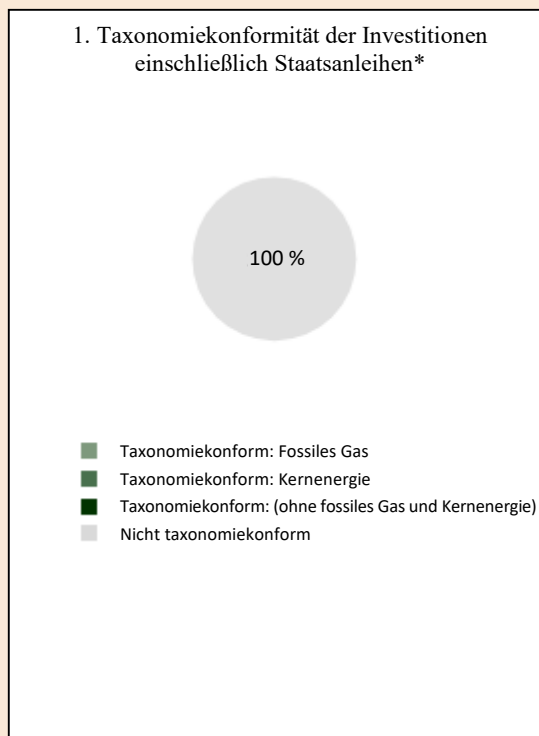 1. Taxonomiekonformität der Investitionen
einschließlich Staatsanleihen*
100 %
Taxonomiekonform: Fossiles Gas
Taxonomiekonform: Kernenergie
Taxonomiekonform: (ohne fossiles Gas und Kernenergie)
Nicht taxonomiekonform